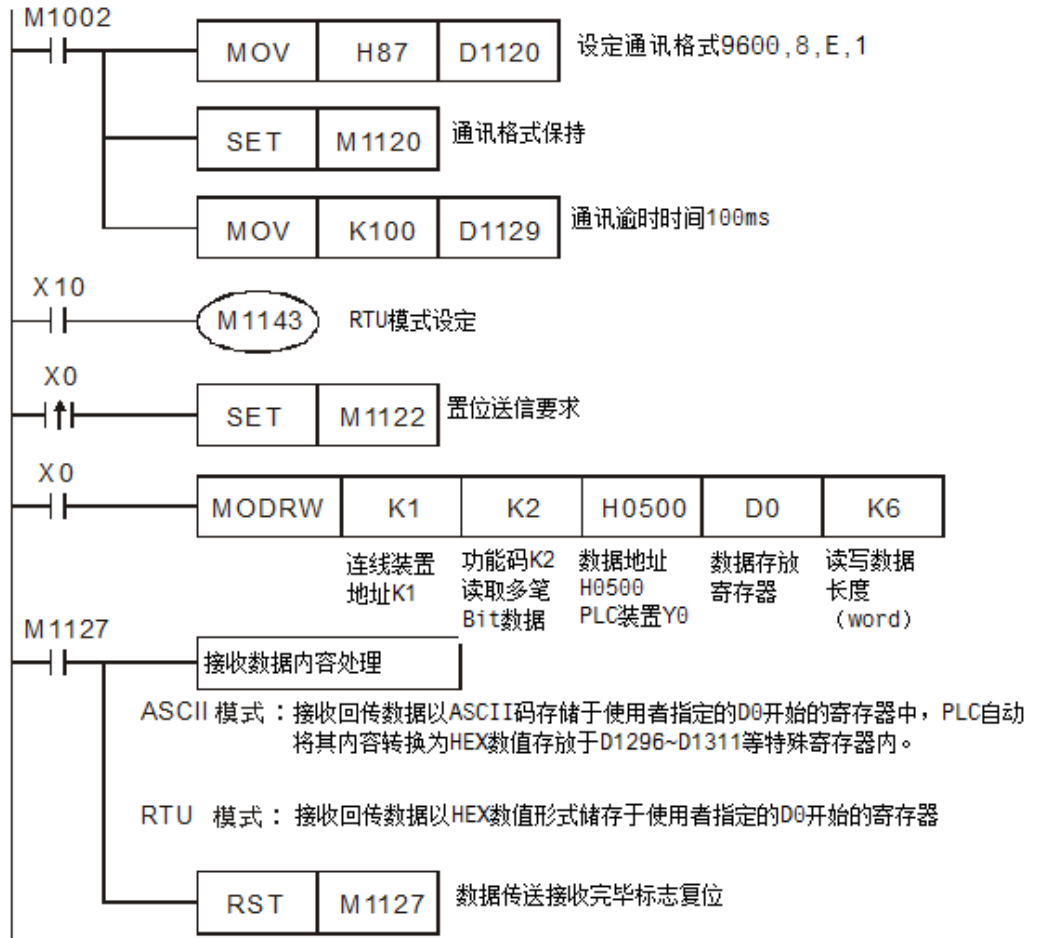 M1002
MOV H87 D1120 设定通讯格式9600,8,E,1
SET M1120 通讯格式保持
MOV K100 D1129 通讯逾时时间100ms
X10
M1143 RTU模式设定
X0
SET M1122 置位送信要求
X0
MODRW K1 K2 H0500 D0 K6
连线装置 功能码K2 数据地址 数据存放 读写数据
地址K1 读取多笔 H0500 寄存器 长度
Bit数据 PLC装置Y0 (word)
M1127
接收数据内容处理
ASCII 模式：接收回传数据以ASCII码存储于使用者指定的D0开始的寄存器中，PLC自动
将其内容转换为HEX数值存放于D1296~D1311等特殊寄存器内。
RTU 模式：接收回传数据以HEX数值形式储存于使用者指定的D0开始的寄存器
RST M1127 数据传送接收完毕标志复位